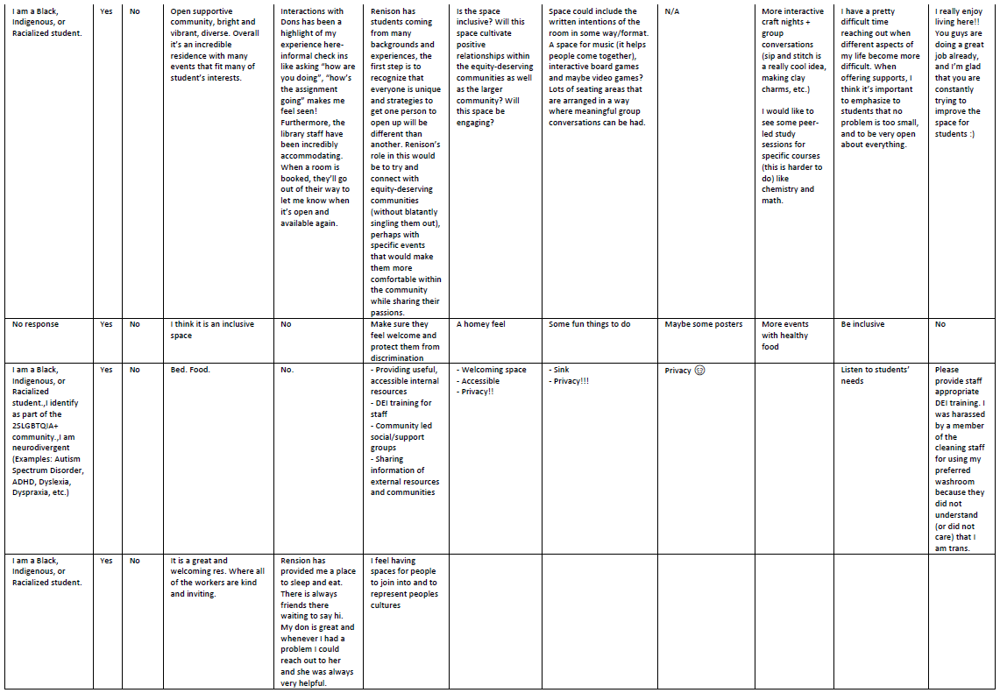 I am a Black,
Indigenous, or
Racialized student.
Yes
No
Open supportive
community, bright and
vibrant, diverse. Overall
it's an incredible
residence with many
events that fit many of
student's interests.
Interactions with
Dons has been a
highlight of my
experience here-
informal check ins
like asking "how are
you doing", "how's
the assignment
going" makes me
feel seen!
Furthermore, the
library staff have
been incredibly
accommodating.
When a room is
booked, they'll go
out of their way to
let me know when
it's open and
available again.
Renison has
students coming
from many
backgrounds and
experiences, the
first step is to
recognize that
everyone is unique
and strategies to
get one person to
open up will be
different than
another. Renison's
role in this would
be to try and
connect with
equity-deserving
communities
(without blatantly
singling them out),
perhaps with
specific events
that would make
them more
comfortable within
the community
while sharing their
passions.
Is the space
inclusive? Will this
space cultivate
positive
relationships within
the equity-deserving
communities as well
as the larger
community? Will
this space be
engaging?
Space could include the
written intentions of the
room in some way/format.
A space for music (it helps
people come together),
interactive board games
and maybe video games?
Lots of seating areas that
are arranged in a way
where meaningful group
conversations can be had.
N/A
More interactive
craft nights +
group
conversations
(sip and stitch is
a really cool idea,
making clay
charms, etc.)
I would like to
see some peer-
led study
sessions for
specific courses
(this is harder to
do) like
chemistry and
math.
I have a pretty
difficult time
reaching out when
different aspects of
my life become more
difficult. When
offering supports, I
think it's important
to emphasize to
students that no
problem is too small,
and to be very open
about everything.
I really enjoy
living here!!
You guys are
doing a great
job already,
and I'm glad
that you are
constantly
trying to
improve the
space for
students :)
No response
Yes
No
I think it is an inclusive
space
No
Make sure they
feel welcome and
protect them from
discrimination
A homey feel
Some fun things to do
Maybe some posters
More events
with healthy
food
Be inclusive
No
I am a Black,
Indigenous, or
Racialized
student.,I identify
as part of the
2SLGBTQIA+
community.,I am
neurodivergent
(Examples: Autism
Spectrum Disorder,
ADHD, Dyslexia,
Dyspraxia, etc.)
Yes
No
Bed. Food.
No.
- Providing useful,
accessible internal
resources
- DEI training for
staff
- Community led
social/support
groups
- Sharing
information of
external resources
and communities
- Welcoming space
- Accessible
- Privacy!!
- Sink
- Privacy!!!
Privacy
Listen to students'
needs
Please
provide staff
appropriate
DEI training. I
was harassed
by a member
of the
cleaning staff
for using my
preferred
washroom
because they
did not
understand
(or did not
care) that I
am trans.
I am a Black,
Indigenous, or
Racialized student.
Yes
No
It is a great and
welcoming res. Where all
of the workers are kind
and inviting.
Rension has
provided me a place
to sleep and eat.
There is always
friends there
waiting to say hi.
My don is great and
whenever I had a
problem I could
reach out to her
and she was always
very helpful.
I feel having
spaces for people
to join into and to
represent peoples
cultures